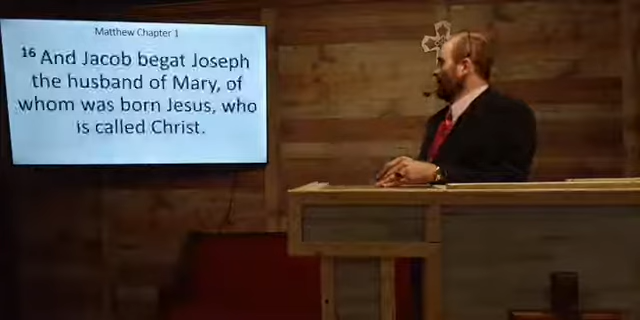 Matthew Chapter 1
16 And Jacob begat Joseph
the husband of Mary, of
whom was born Jesus, who
is called Christ.